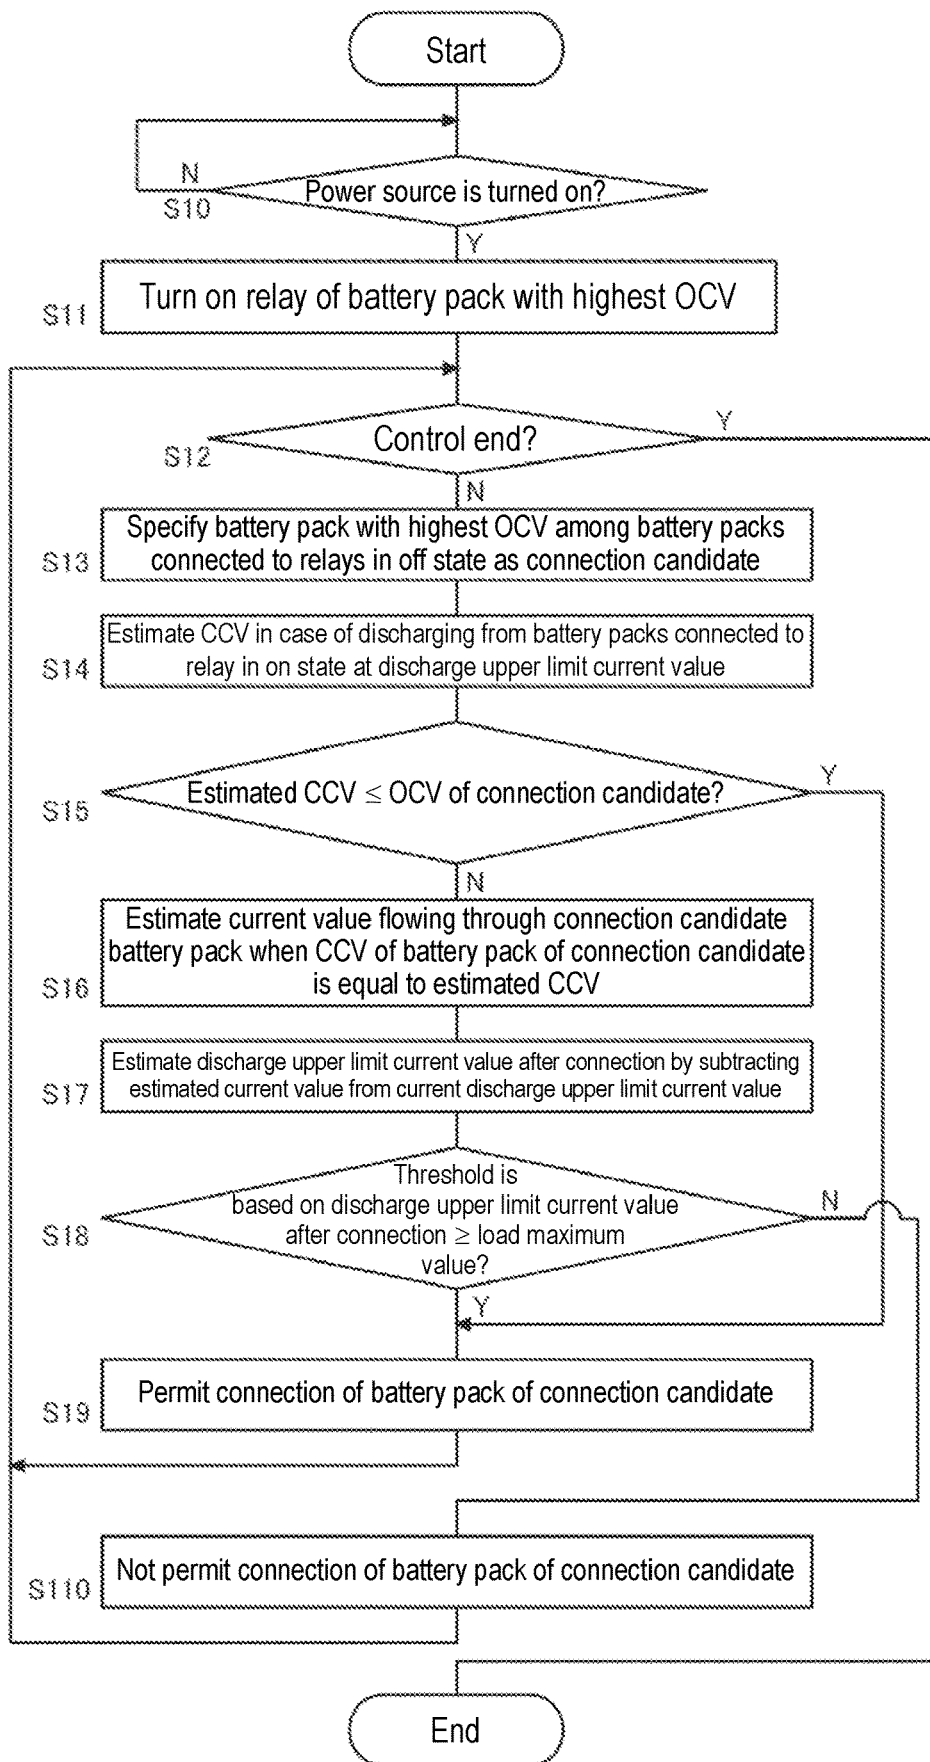 Start
N
S10
Power source is turned on?
Y
S11
Turn on relay of battery pack with highest OCV
Y
S12
Control end?
N
S13
Specify battery pack with highest OCV among battery packs
connected to relays in off state as connection candidate
S14
Estimate CCV in case of discharging from battery packs connected to
relay in on state at discharge upper limit current value
Y
S15
Estimated CCV ≤ OCV of connection candidate?
N
S16
Estimate current value flowing through connection candidate
battery pack when CCV of battery pack of connection candidate
is equal to estimated CCV
S17
Estimate discharge upper limit current value after connection by subtracting
estimated current value from current discharge upper limit current value
S18
Threshold is
based on discharge upper limit current value
after connection ≥ load maximum
value?
N
Y
S19
Permit connection of battery pack of connection candidate
S110
Not permit connection of battery pack of connection candidate
End